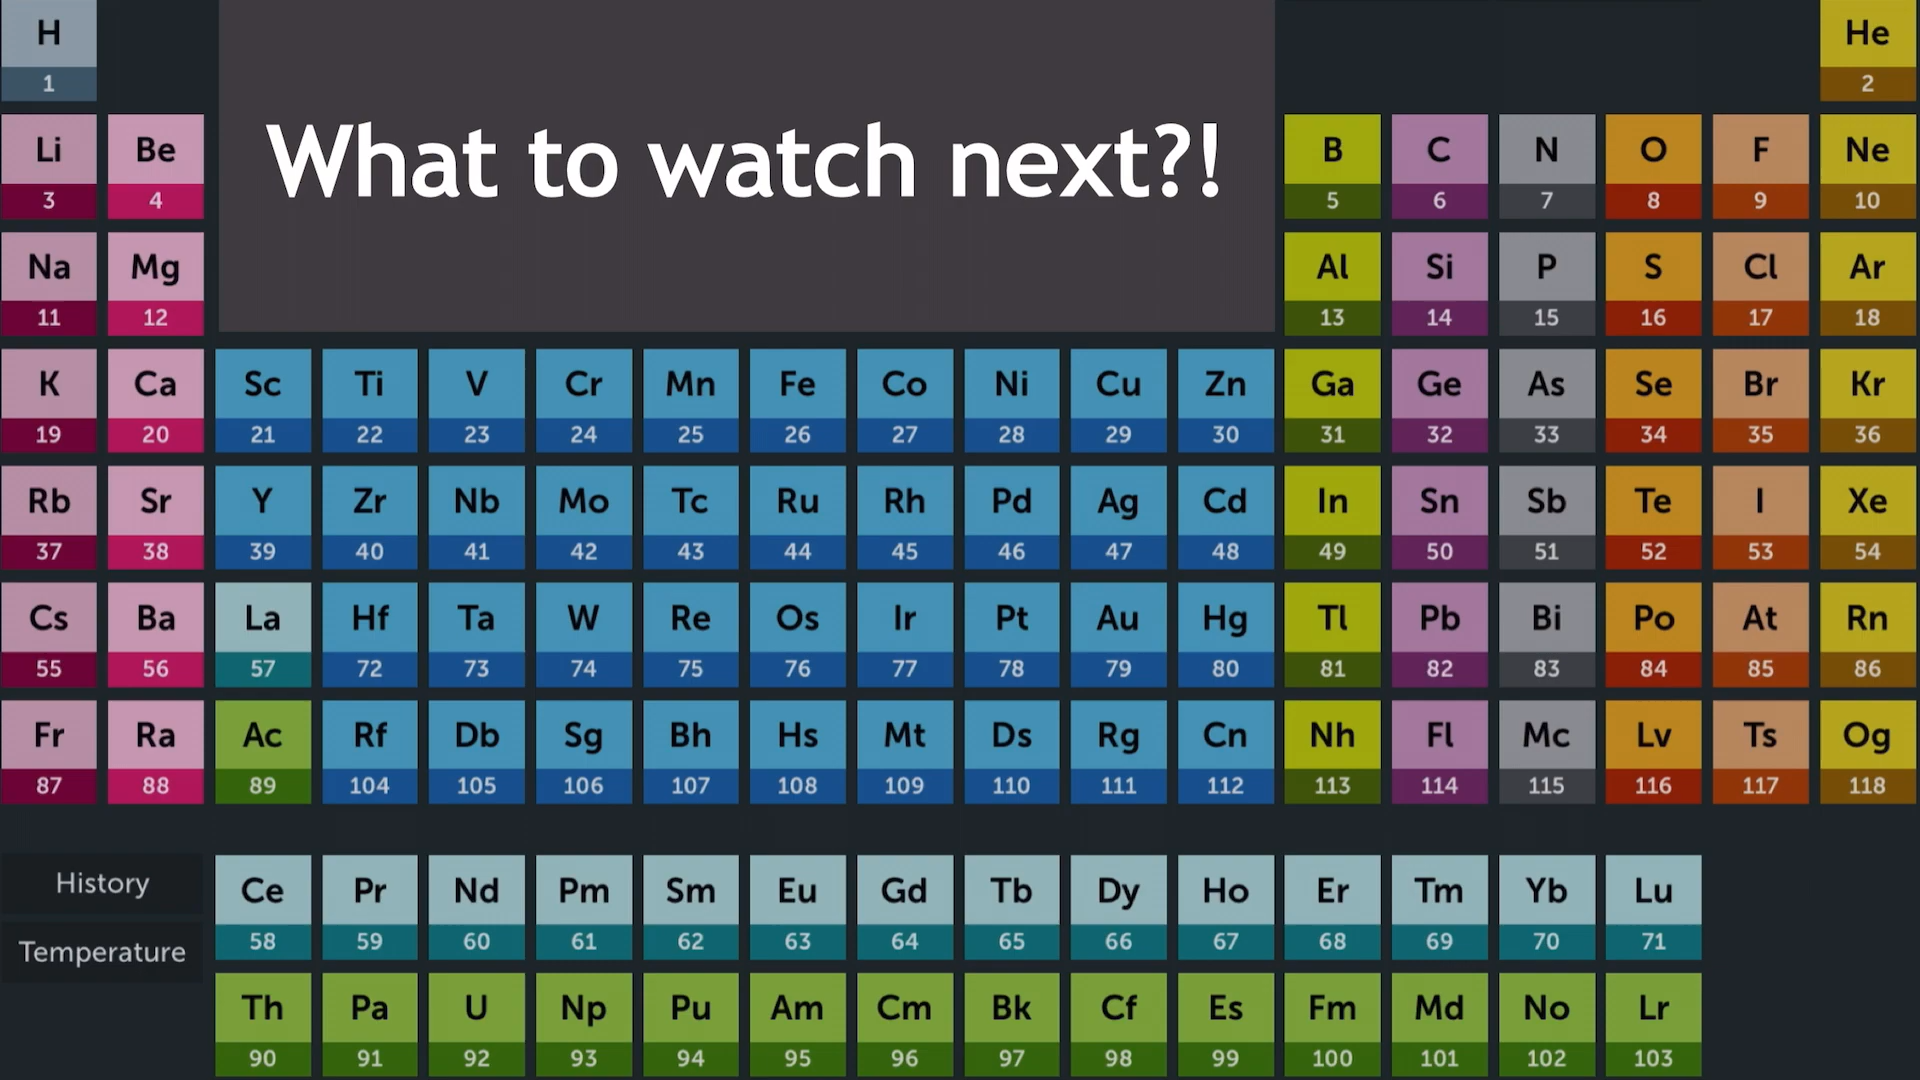 H He
1 2
What to watch next?!
Li Be B C N O F Ne
3 4 5 6 7 8 9 10
Na Mg Al Si P S Cl Ar
11 12 13 14 15 16 17 18
K Ca Sc Ti V Cr Mn Fe Co Ni Cu Zn Ga Ge As Se Br Kr
19 20 21 22 23 24 25 26 27 28 29 30 31 32 33 34 35 36
Rb Sr Y Zr Nb Mo Tc Ru Rh Pd Ag Cd In Sn Sb Te I Xe
37 38 39 40 41 42 43 44 45 46 47 48 49 50 51 52 53 54
Cs Ba La Hf Ta W Re Os Ir Pt Au Hg Tl Pb Bi Po At Rn
55 56 57 72 73 74 75 76 77 78 79 80 81 82 83 84 85 86
Fr Ra Ac Rf Db Sg Bh Hs Mt Ds Rg Cn Nh Fl Mc Lv Ts Og
87 88 89 104 105 106 107 108 109 110 111 112 113 114 115 116 117 118
History
Ce Pr Nd Pm Sm Eu Gd Tb Dy Ho Er Tm Yb Lu
58 59 60 61 62 63 64 65 66 67 68 69 70 71
Temperature
Th Pa U Np Pu Am Cm Bk Cf Es Fm Md No Lr
90 91 92 93 94 95 96 97 98 99 100 101 102 103